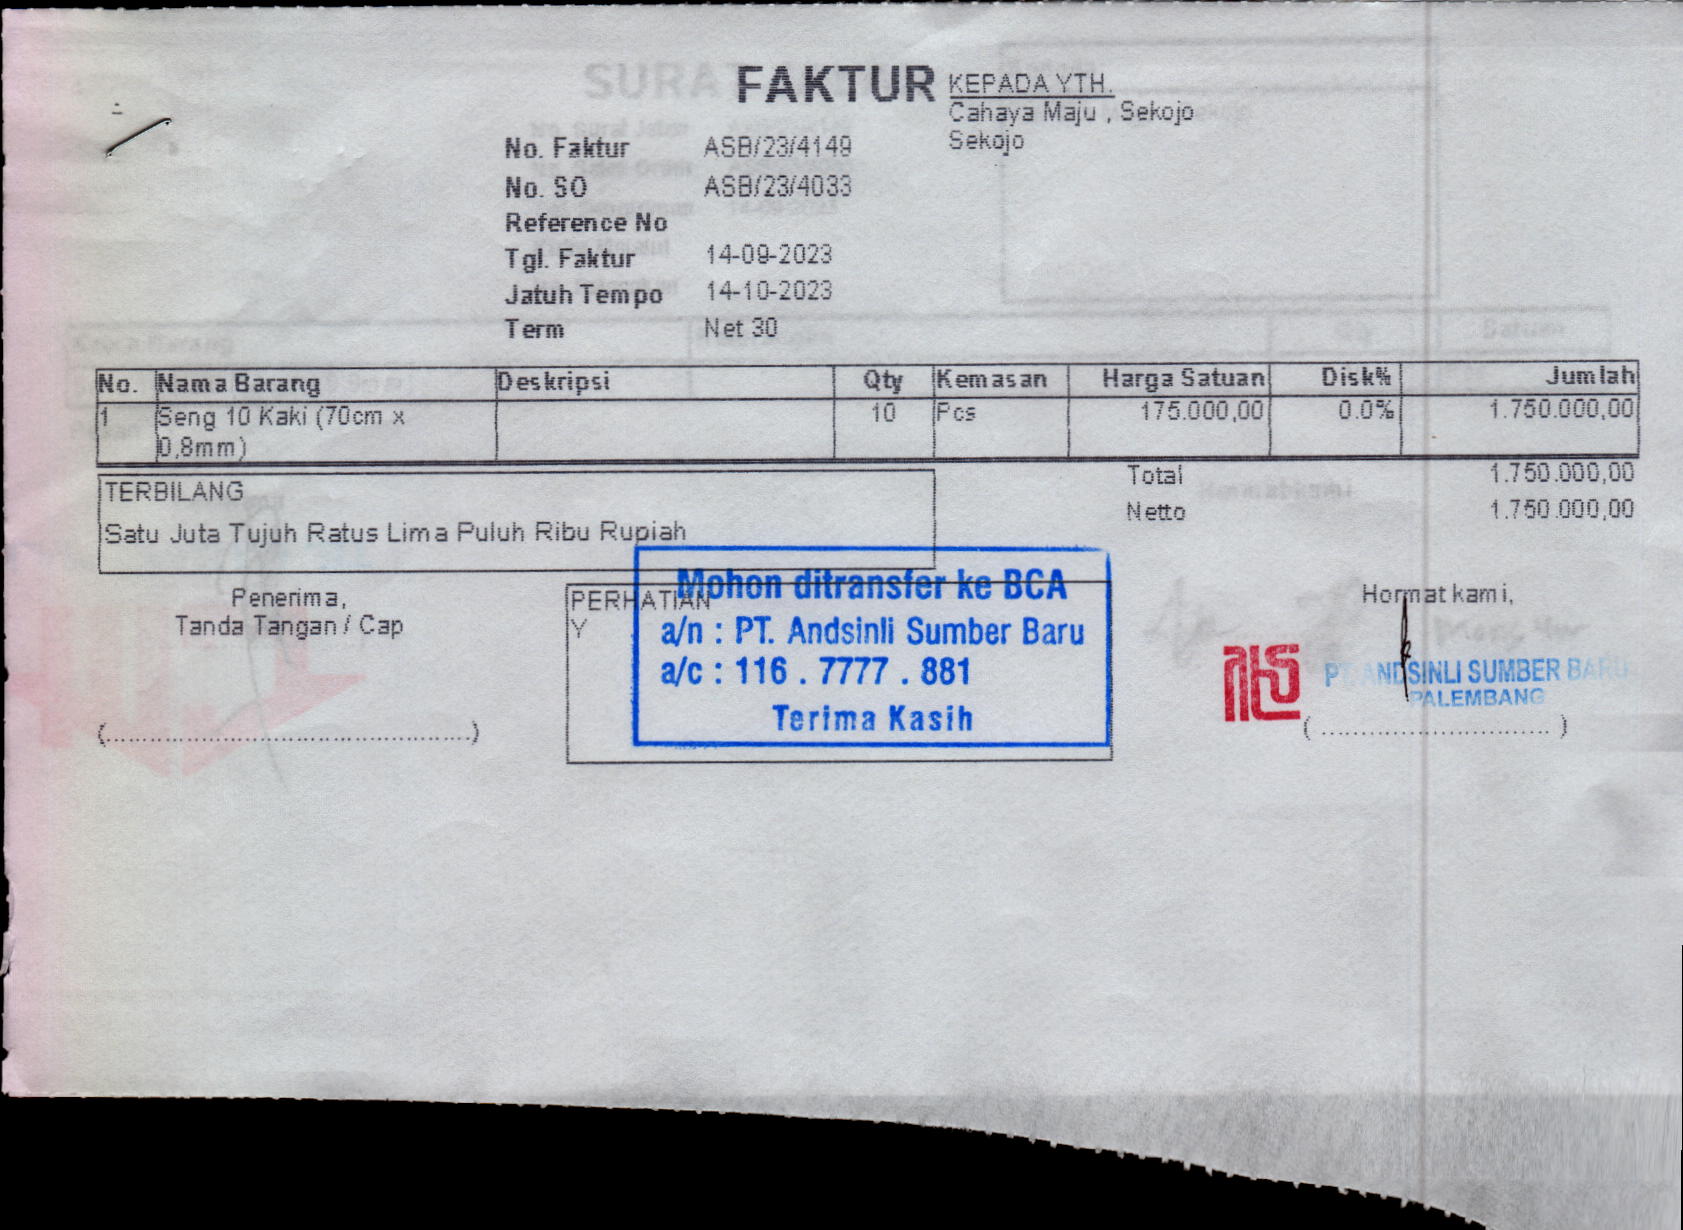 FAKTUR
KEPADA YTH.
Cahaya Maju , Sekojo
Sekojo
No. Faktur ASB/23/4149
No. SO ASB/23/4033
Reference No
Tgl. Faktur 14-09-2023
Jatuh Tempo 14-10-2023
Term Net 30
No. Nama Barang Deskripsi Qty Kemasan Harga Satuan Disk% Jumlah
1 Seng 10 Kaki (70cm x 10 Pcs 175.000,00 0.0% 1.750.000,00
0,8mm)
Total 1.750.000,00
Netto 1.750.000,00
TERBILANG
Satu Juta Tujuh Ratus Lima Puluh Ribu Rupiah
Penerima,
Tanda Tangan / Cap
(.............................................)
PERHATIAN
Y
Mohon ditransfer ke BCA
a/n : PT. Andsinli Sumber Baru
a/c : 116 . 7777 . 881
Terima Kasih
Hormat kami,
PT ANDSINLI SUMBER BARU
PALEMBANG
( ............................. )